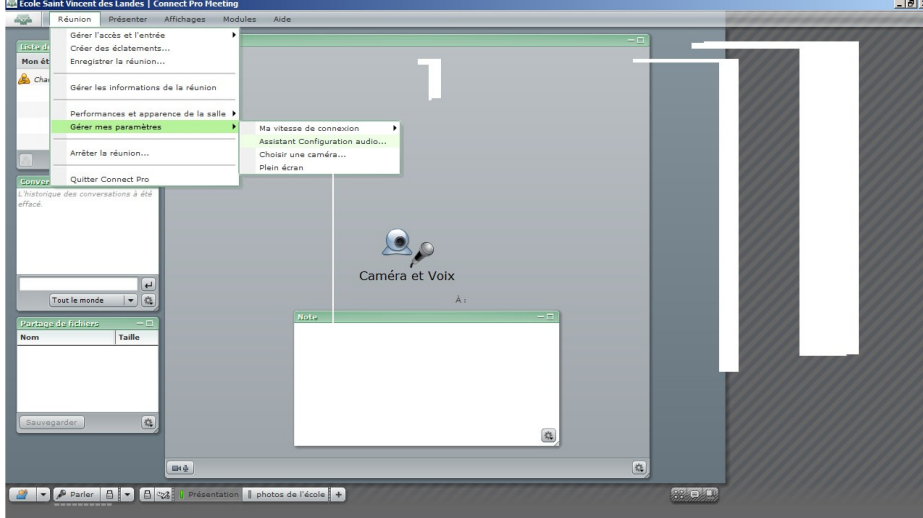 Ecole Saint Vincent des Landes | Connect Pro Meeting
Réunion Présenter Affichages Modules Aide
Gérer l'accès et l'entrée
Créer des éclatements...
Enregistrer la réunion...
Gérer les informations de la réunion
Performances et apparence de la salle
Gérer mes paramètres
Arrêter la réunion...
Quitter Connect Pro
Ma vitesse de connexion
Assistant Configuration audio...
Choisir une caméra...
Plein écran
Liste d
Mon ét
Cha
Conver
L'historique des conversations à été
effacé.
Tout le monde
Partage de fichiers
Nom Taille
Sauvegarder
Caméra et Voix
À :
Note
Parler
Présentation
photos de l'école